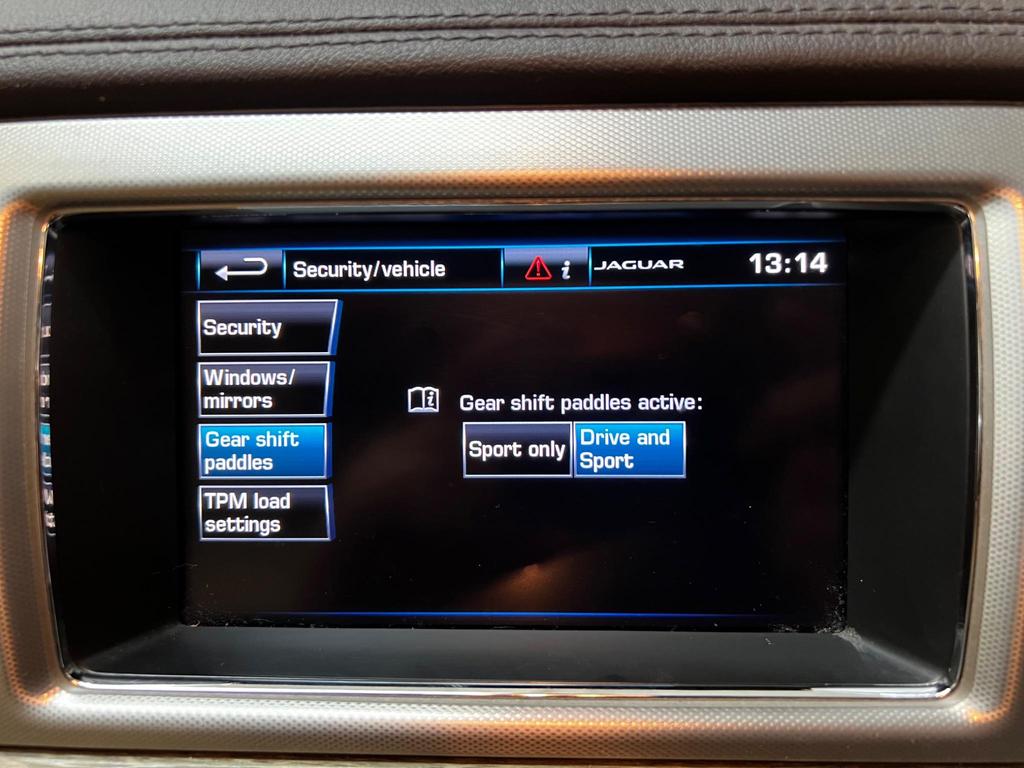 Security/vehicle
i
JAGUAR
13:14
Security
Windows/
mirrors
Gear shift
paddles
TPM load
settings
i
Gear shift paddles active:
Sport only
Drive and
Sport